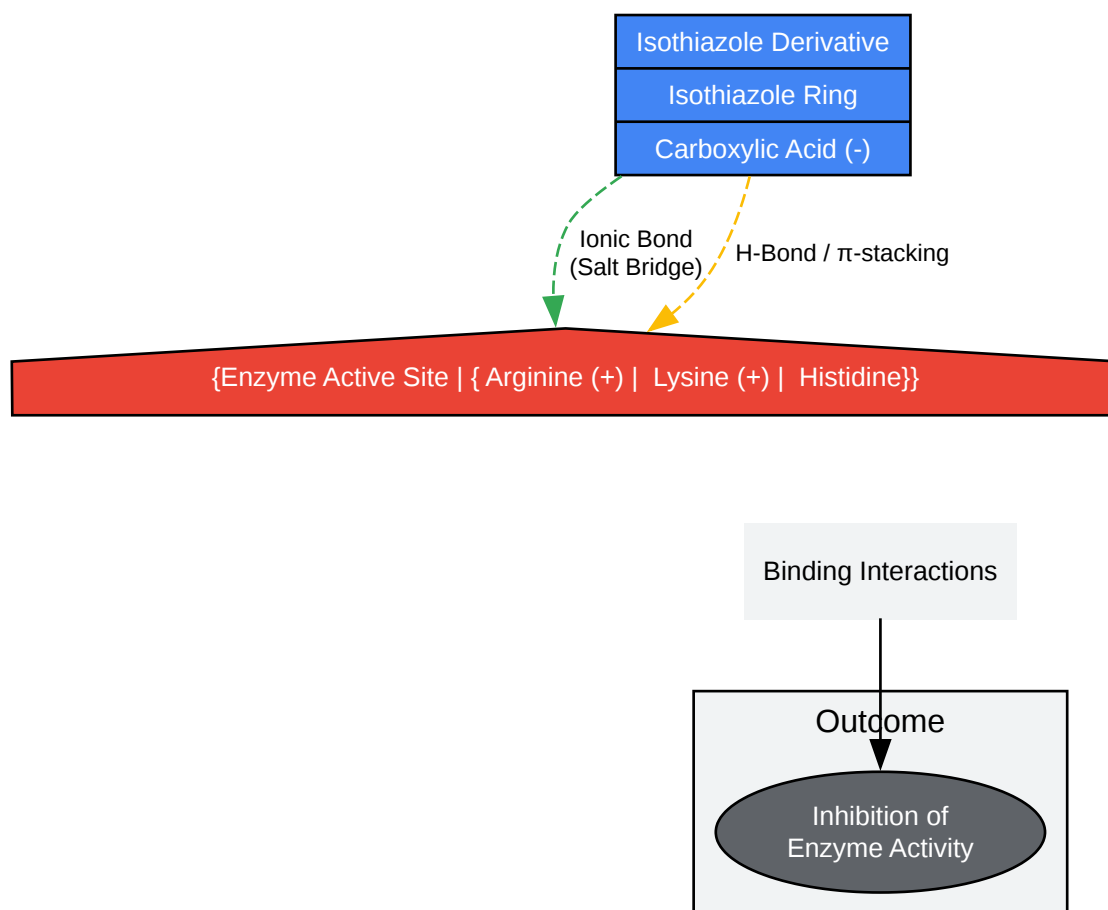 Isothiazole Derivative
Isothiazole Ring
Carboxylic Acid (-)
Ionic Bond
(Salt Bridge)
H-Bond / π-stacking
{Enzyme Active Site | { Arginine (+) |  Lysine (+) |  Histidine}}
Binding Interactions
Outcome
Inhibition of
Enzyme Activity